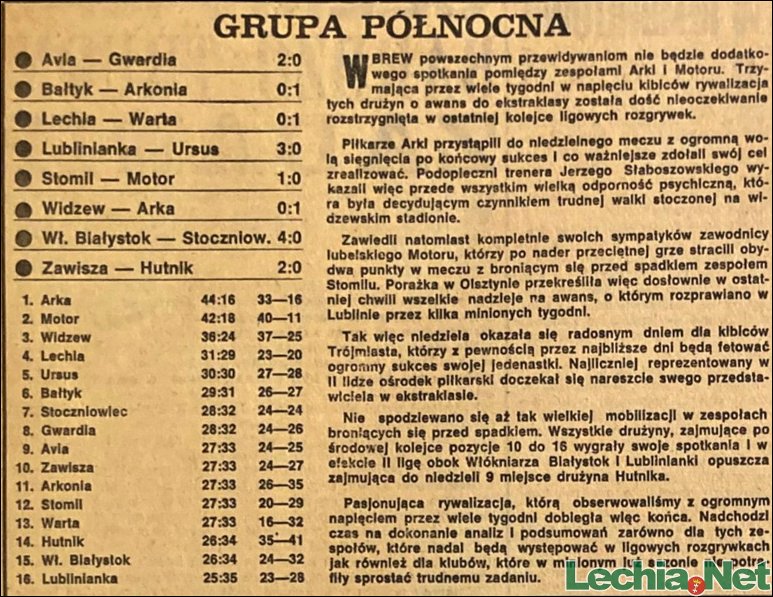 GRUPA PÓŁNOCNA
Avia — Gwardia 2:0
Bałtyk — Arkonia 0:1
Lechia — Warta 0:1
Lublinianka — Ursus 3:0
Stomil — Motor 1:0
Widzew — Arka 0:1
Wł. Białystok — Stoczniow. 4:0
Zawisza — Hutnik 2:0
1. Arka 44:16 33—16
2. Motor 42:18 40—11
3. Widzew 36:24 37—25
4. Lechia 31:29 23—20
5. Ursus 30:30 27—28
6. Bałtyk 29:31 26—27
7. Stoczniowiec 28:32 24—24
8. Gwardia 28:32 24—26
9. Avia 27:33 24—25
10. Zawisza 27:33 24—27
11. Arkonia 27:33 26—35
12. Stomil 27:33 20—29
13. Warta 27:33 16—32
14. Hutnik 26:34 35—41
15. Wł. Białystok 26:34 24—32
16. Lublinianka 25:35 23—28
WBREW powszechnym przewidywaniom nie będzie dodatko-
wego spotkania pomiędzy zespołami Arki i Motoru. Trzy-
mająca przez wiele tygodni w napięciu kibiców rywalizacja
tych drużyn o awans do ekstraklasy została dość nieoczekiwanie
rozstrzygnięta w ostatniej kolejce ligowych rozgrywek.
Piłkarze Arki przystąpili do niedzielnego meczu z ogromną wo-
lą sięgnięcia po końcowy sukces i co ważniejsze zdołali swój cel
zrealizować. Podopieczni trenera Jerzego Słaboszowskiego wy-
kazali więc przede wszystkim wielką odporność psychiczną, któ-
ra była decydującym czynnikiem trudnej walki stoczonej na wi-
dzewskim stadionie.
Zawiedli natomiast kompletnie swoich sympatyków zawodnicy
lubelskiego Motoru, którzy po nader przeciętnej grze stracili oby-
dwa punkty w meczu z broniącym się przed spadkiem zespołem
Stomilu. Porażka w Olsztynie przekreśliła więc dosłownie w ostat-
niej chwili wszelkie nadzieje na awans, o którym rozprawiano w
Lublinie przez kilka minionych tygodni.
Tak więc niedziela okazała się radosnym dniem dla kibiców
Trójmiasta, którzy z pewnością przez najbliższe dni będą fetować
ogromny sukces swojej jedenastki. Najliczniej reprezentowany w
II lidze ośrodek piłkarski doczekał się nareszcie swego przedsta-
wiciela w ekstraklasie.
Nie spodziewano się aż tak wielkiej mobilizacji w zespołach
broniących się przed spadkiem. Wszystkie drużyny, zajmujące po
środowej kolejce pozycje 10 do 16 wygrały swoje spotkania i w
efekcie II ligę obok Włókniarza Białystok i Lublinianki opuszcza
zajmująca do niedzieli 9 miejsce drużyna Hutnika.
Pasjonująca rywalizacja, którą obserwowaliśmy z ogromnym
napięciem przez wiele tygodni dobiegła więc końca. Nadchodzi
czas na dokonanie analiz i podsumowań zarówno dla tych ze-
społów, które nadal będą występować w ligowych rozgrywkach
jak również dla klubów, które w minionym już sezonie nie potra-
fiły sprostać trudnemu zadaniu.
Lechia.Net